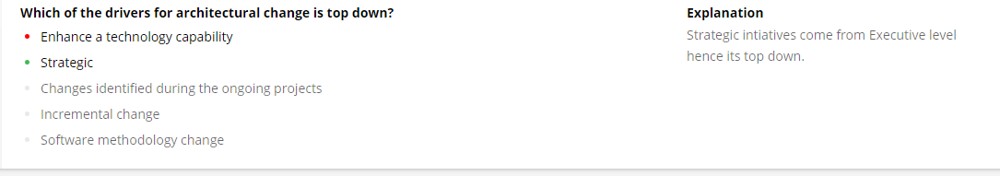 Which of the drivers for architectural change is top down?
Enhance a technology capability
Strategic
Changes identified during the ongoing projects
Incremental change
Software methodology change
Explanation
Strategic intiatives come from Executive level
hence its top down.